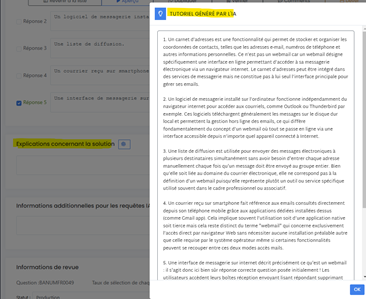 Aperçu
Réponse 1
Un logiciel de messagerie insta
Réponse 2
Une liste de diffusion.
Réponse 3
Réponse 4
Un courrier reçu sur smartphone
Réponse 5
Une interface de messagerie sur
Explications concernant la solution
Informations additionnelles pour les requêtes IA
Informations de revue
Question
Taux de sélection de chaque
Statut
Production
TUTORIEL GÉNÉRÉ PAR L'IA
1. Un carnet d'adresses est une fonctionnalité qui permet de stocker et organiser les
coordonnées de contacts, telles que les adresses e-mail, numéros de téléphone et
autres informations personnelles. Ce n'est pas un webmail car un webmail désigne
spécifiquement une interface en ligne permettant d'accéder à sa messagerie
électronique via un navigateur internet. Le carnet d'adresses peut être intégré dans
des services de messagerie mais ne constitue pas à lui seul l'interface principale pour
gérer ses emails.
2. Un logiciel de messagerie installé sur l'ordinateur fonctionne indépendamment du
navigateur internet pour accéder aux courriels, comme Outlook ou Thunderbird par
exemple. Ces logiciels téléchargent généralement les messages sur le disque dur
local et permettent la gestion hors ligne des emails, ce qui diffère
fondamentalement du concept d'un webmail où tout se passe en ligne via une
interface accessible depuis n'importe quel appareil connecté à Internet.
3. Une liste de diffusion est utilisée pour envoyer des messages électroniques à
plusieurs destinataires simultanément sans avoir besoin d'entrer chaque adresse
manuellement chaque fois qu'un message doit être envoyé au groupe entier. Bien
qu'elle soit liée au domaine du courrier électronique, elle ne correspond pas à la
définition d'un webmail puisqu'elle représente plutôt un outil ou service spécifique
utilisé souvent dans le cadre professionnel ou associatif.
4. Un courrier reçu sur smartphone fait référence aux emails consultés directement
depuis son téléphone mobile grâce aux applications dédiées installées dessus
(comme Gmail app). Cela implique souvent l'utilisation d'une application native
soit tierce mais cela reste distinct du terme "webmail" qui concerne exclusivement
l'accès direct par navigateur Web sans nécessiter aucune installation préalable autre
que celle requise par le système opérateur même si certaines fonctionnalités
peuvent se recouper entre ces deux modes accès mail.
5. Une interface de messagerie sur internet décrit précisément ce qu'est un webmail
: il s'agit donc ici bien sûr réponse correcte question posée initialement ! Les
utilisateurs accèdent leurs boîtes réception envoyant lisant répondant supprimant
OK